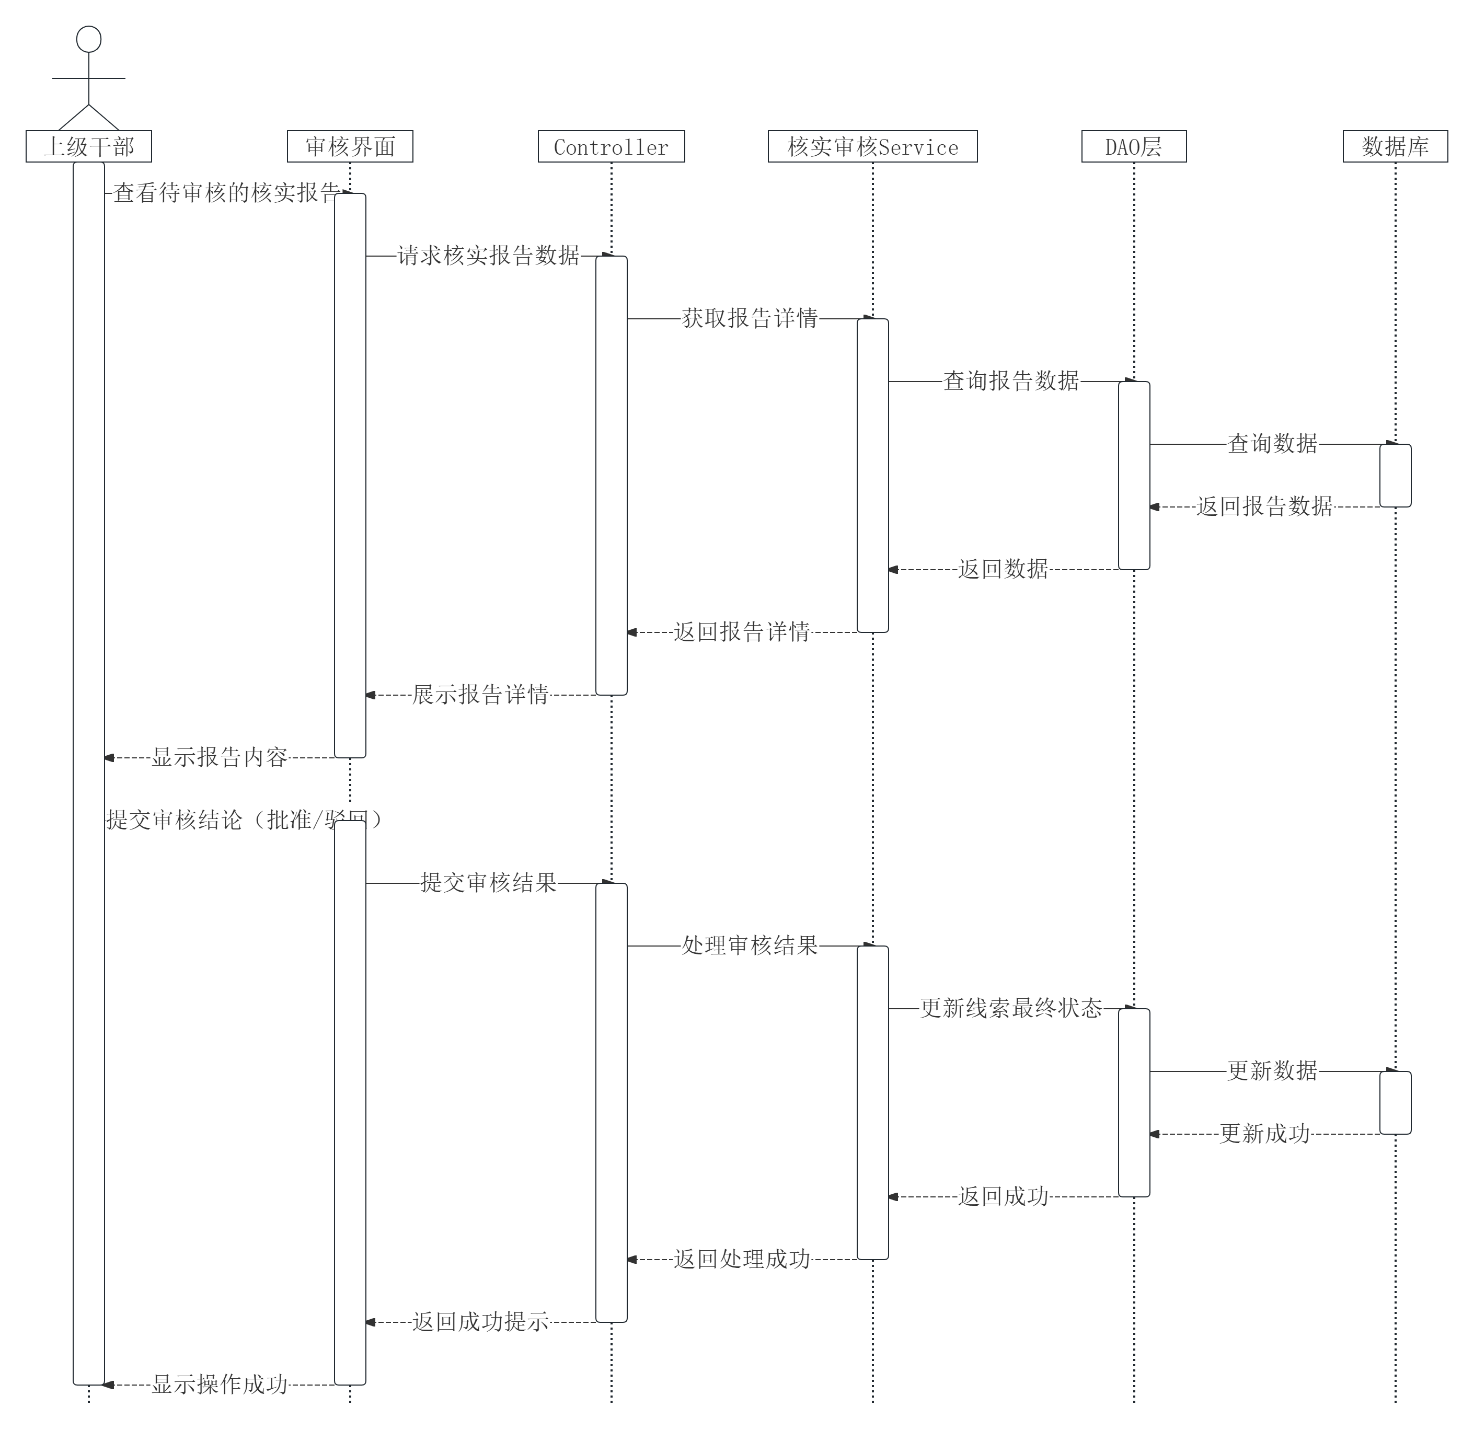 上级干部
审核界面
Controller
核实审核Service
DAO层
数据库
查看待审核的核实报告
请求核实报告数据
获取报告详情
查询报告数据
查询数据
返回报告数据
返回数据
返回报告详情
展示报告详情
显示报告内容
提交审核结论（批准/驳回）
提交审核结果
处理审核结果
更新线索最终状态
更新数据
更新成功
返回成功
返回处理成功
返回成功提示
显示操作成功